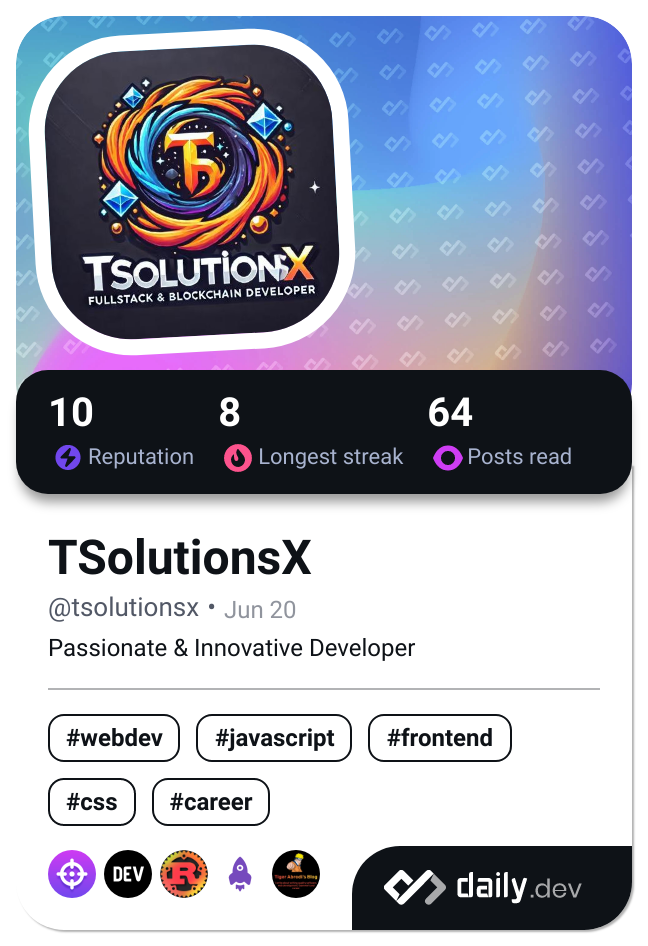 TSOLUTIONSX
FULLSTACK & BLOCKCHAIN DEVELOPER
10 8 64
Reputation Longest streak Posts read
TSolutionsX
@tsolutionsx • Jun 20
Passionate & Innovative Developer
#webdev #javascript #frontend
#css #career
DEV R
daily.dev